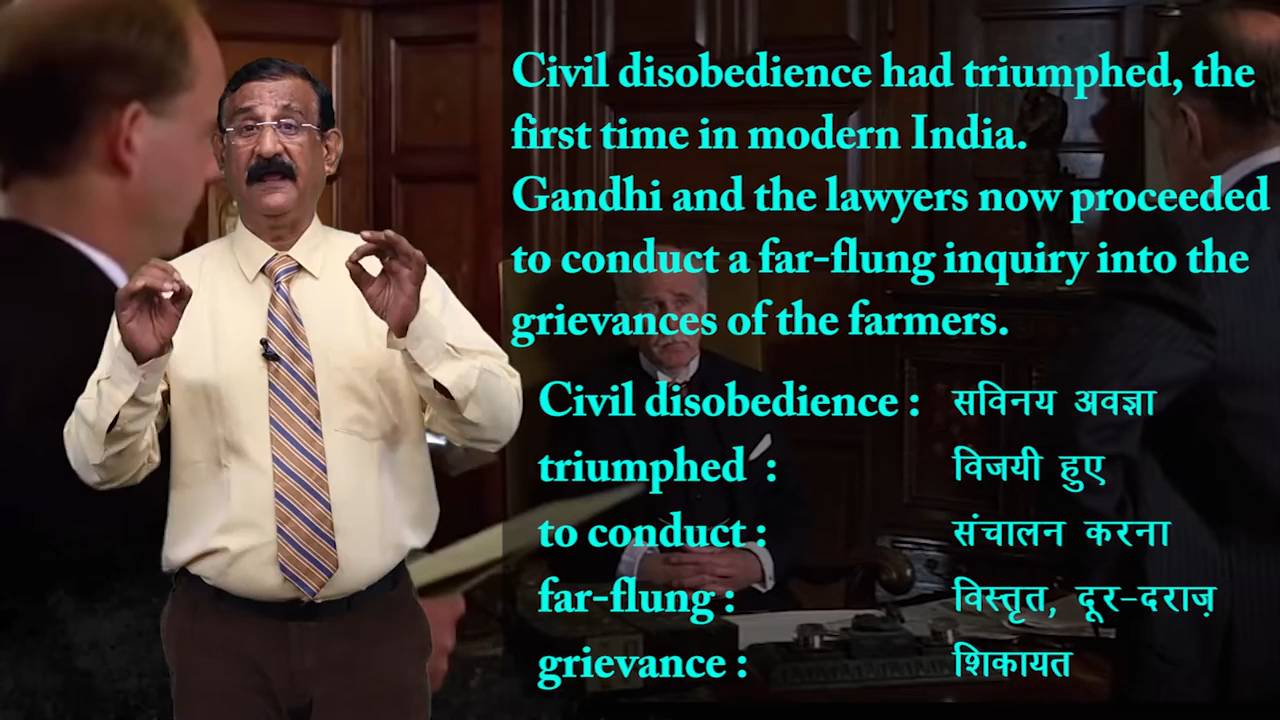 Civil disobedience had triumphed, the
first time in modern India.
Gandhi and the lawyers now proceeded
to conduct a far-flung inquiry into the
grievances of the farmers.
Civil disobedience : सविनय अवज्ञा
triumphed : विजयी हुए
to conduct : संचालन करना
far-flung : विस्तृत, दूर-दराज़
grievance : शिकायत